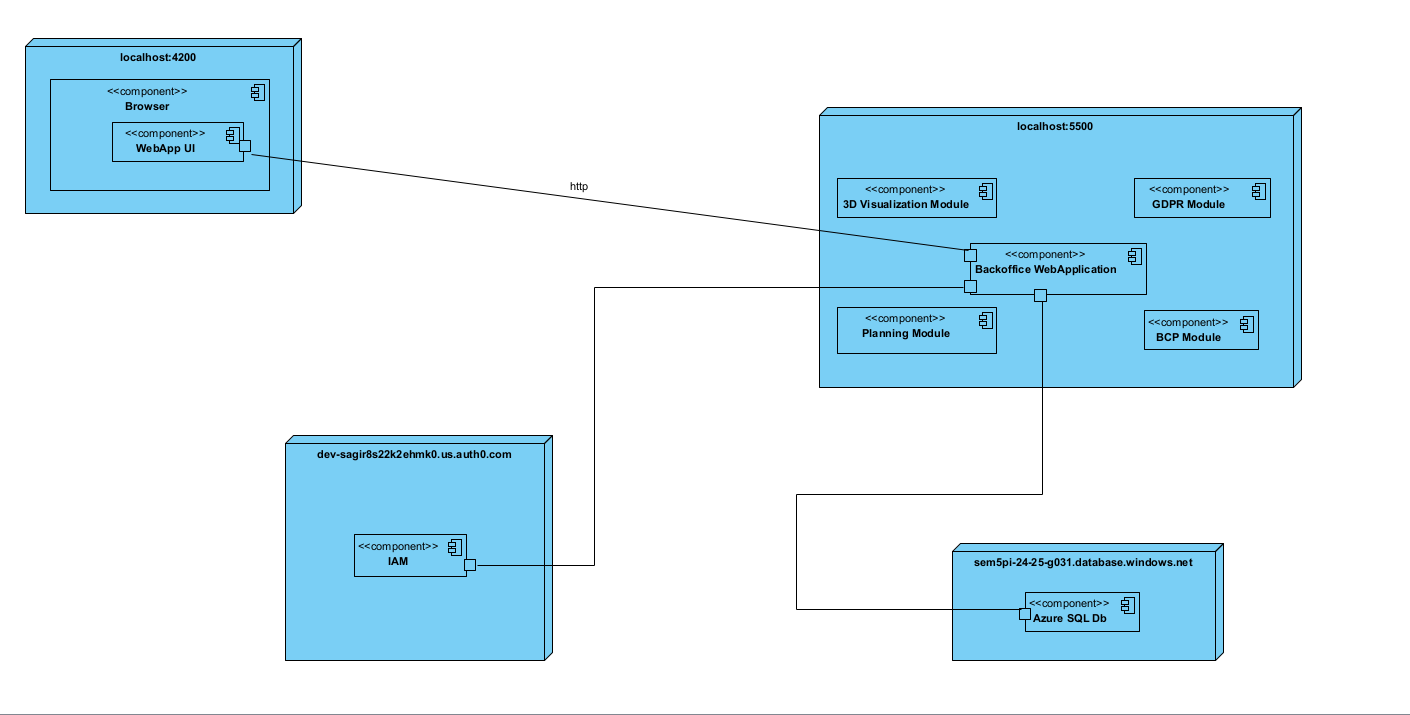 localhost:4200
<<component>>
Browser
<<component>>
WebApp UI
http
localhost:5500
<<component>>
3D Visualization Module
<<component>>
GDPR Module
<<component>>
Backoffice WebApplication
<<component>>
Planning Module
<<component>>
BCP Module
dev-sagir8s22k2ehmk0.us.auth0.com
<<component>>
IAM
sem5pi-24-25-g031.database.windows.net
<<component>>
Azure SQL Db